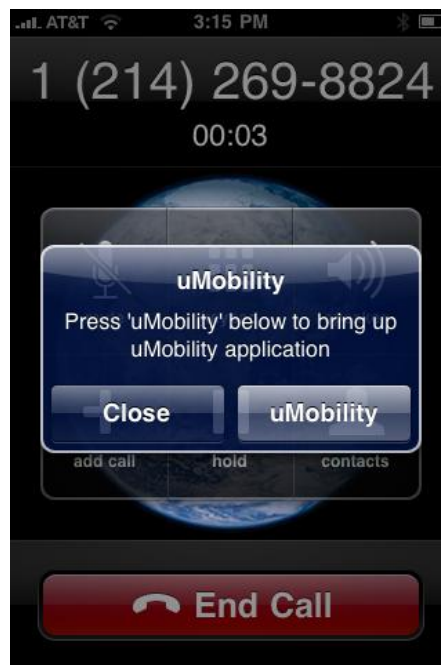 AT&T 3:15 PM
1 (214) 269-8824
00:03
uMobility
Press 'uMobility' below to bring up
uMobility application
Close uMobility
add call hold contacts
End Call